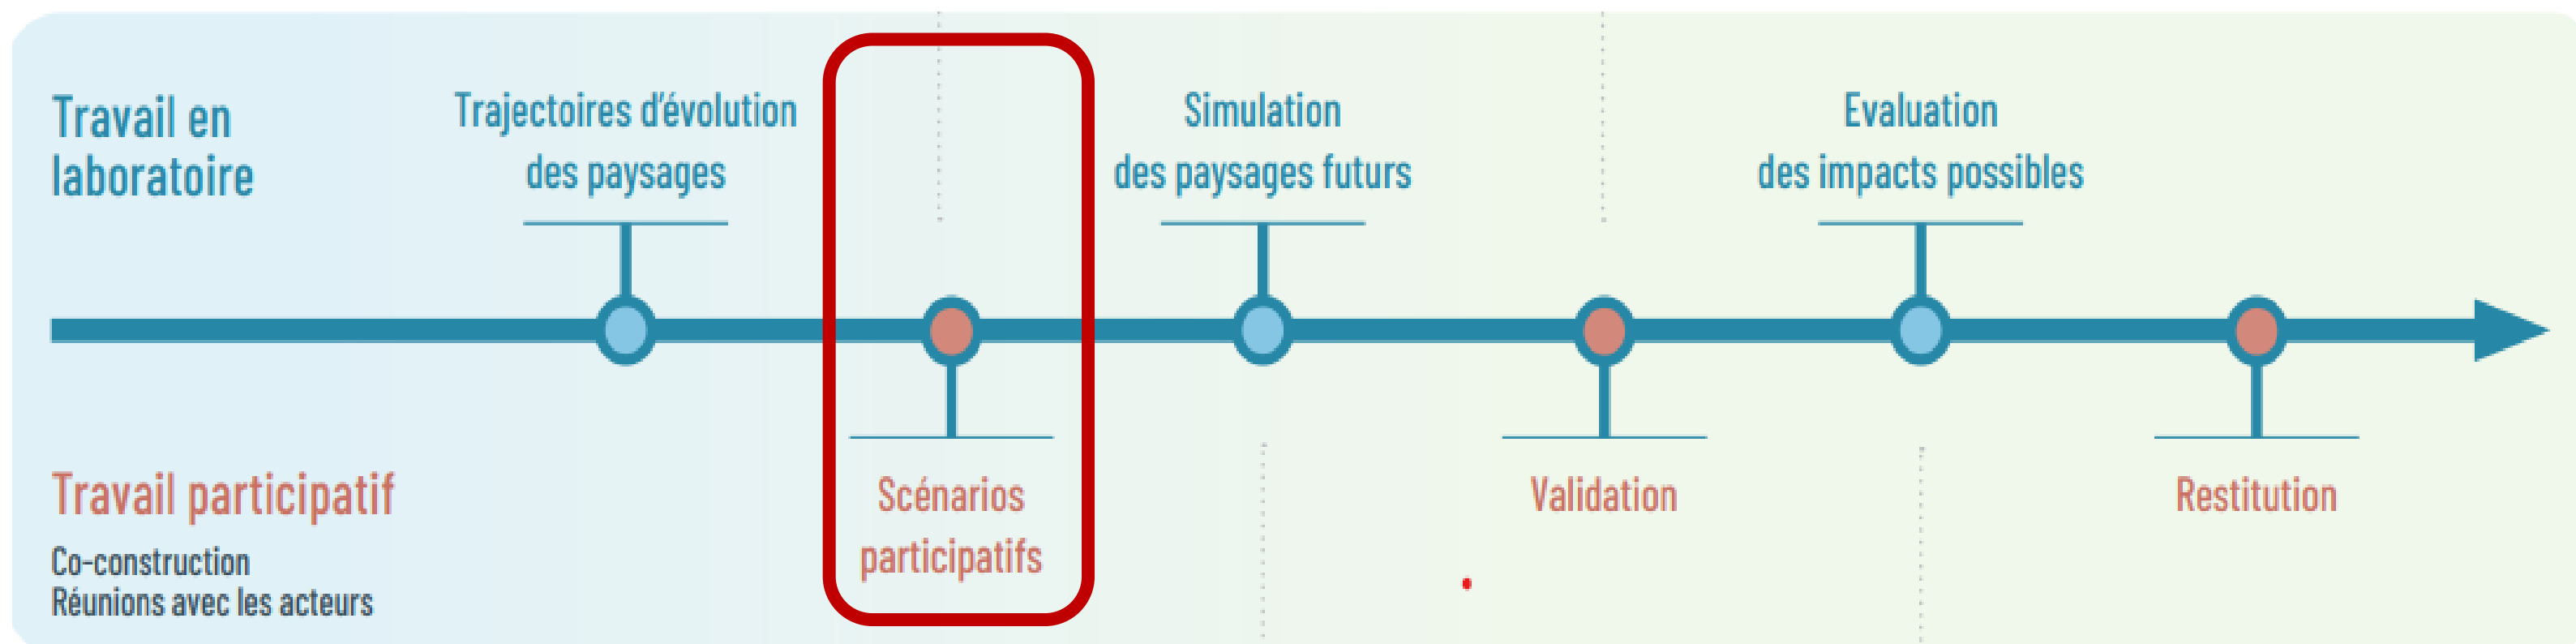 Travail en
laboratoire
Trajectoires d'évolution
des paysages
Simulation
des paysages futurs
Evaluation
des impacts possibles
Travail participatif
Co-construction
Réunions avec les acteurs
Scénarios
participatifs
Validation
Restitution